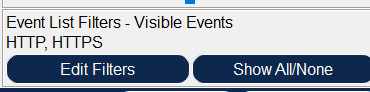 Event List Filters - Visible Events
HTTP, HTTPS
Edit Filters
Show All/None